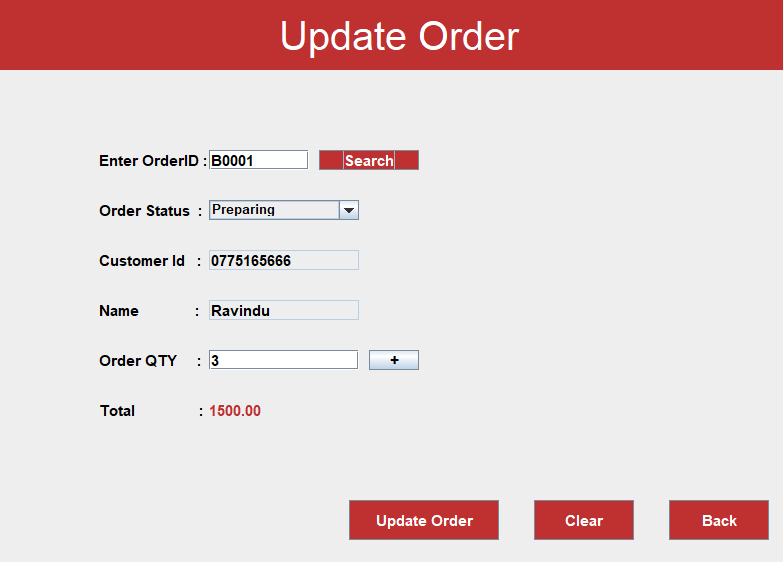 Update Order
Enter OrderID : B0001 Search
Order Status : Preparing
Customer Id : 0775165666
Name : Ravindu
Order QTY : 3 +
Total : 1500.00
Update Order Clear Back